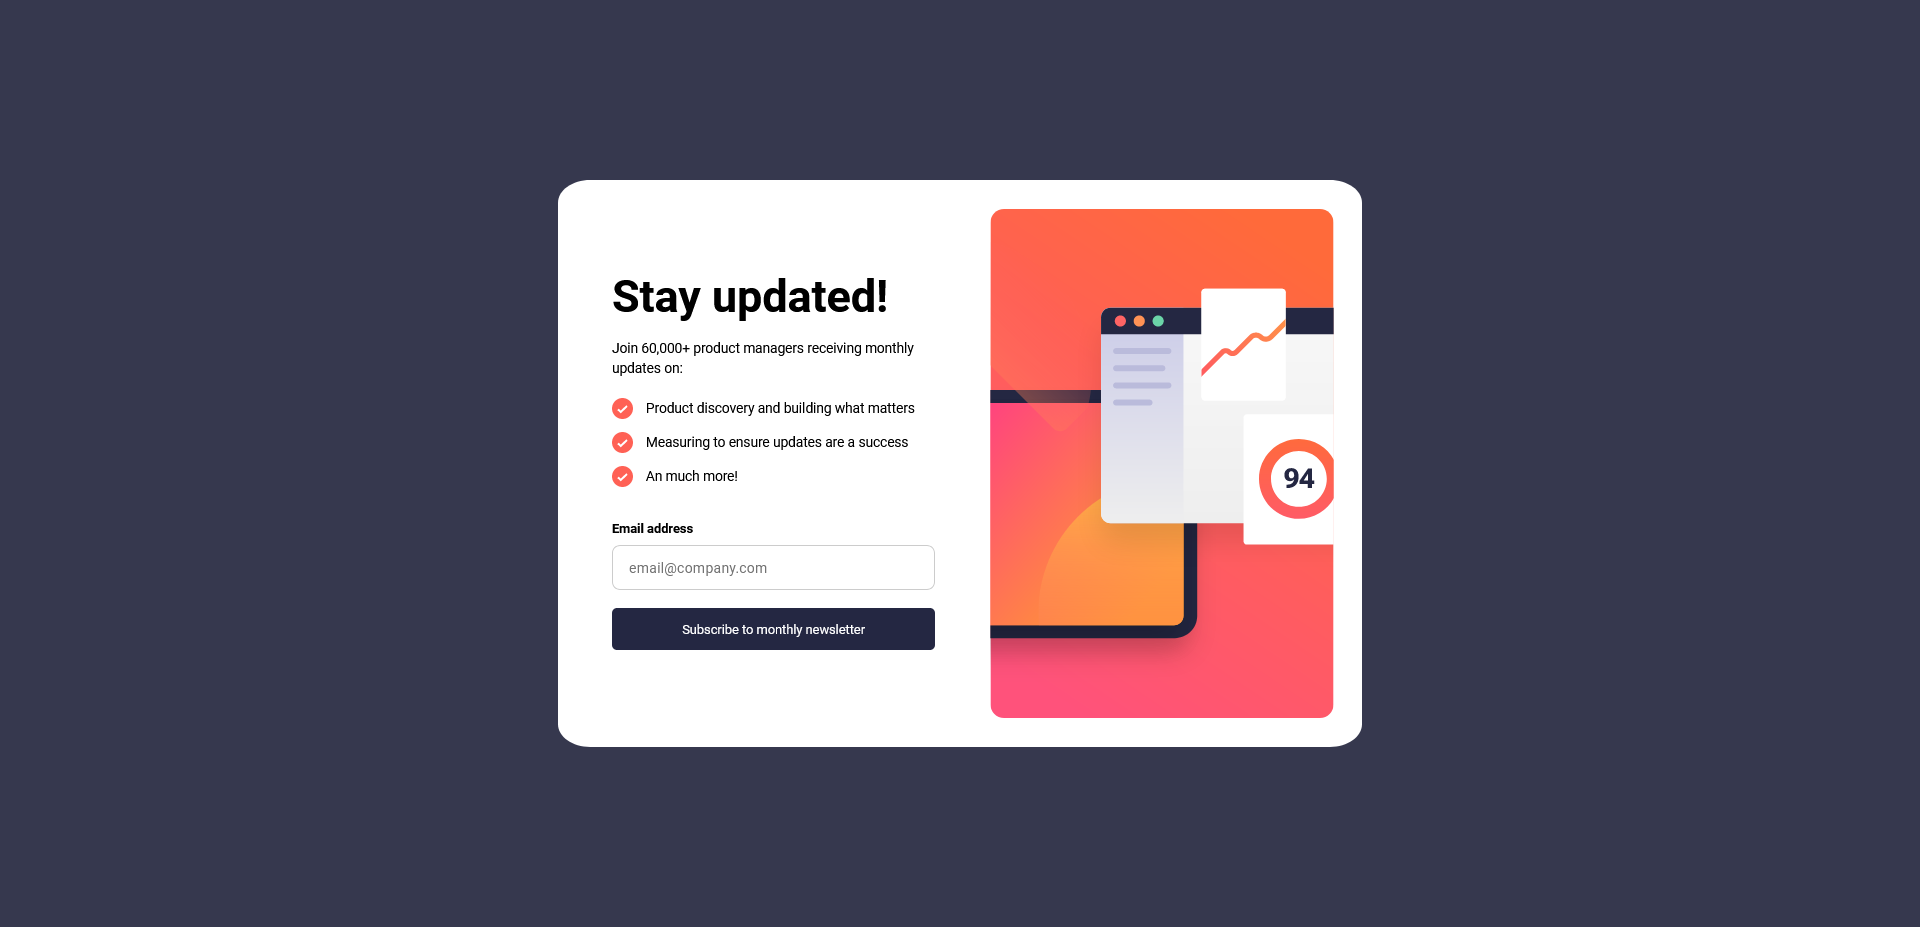 Stay updated!
Join 60,000+ product managers receiving monthly
updates on:
Product discovery and building what matters
Measuring to ensure updates are a success
An much more!
Email address
email@company.com
Subscribe to monthly newsletter
94